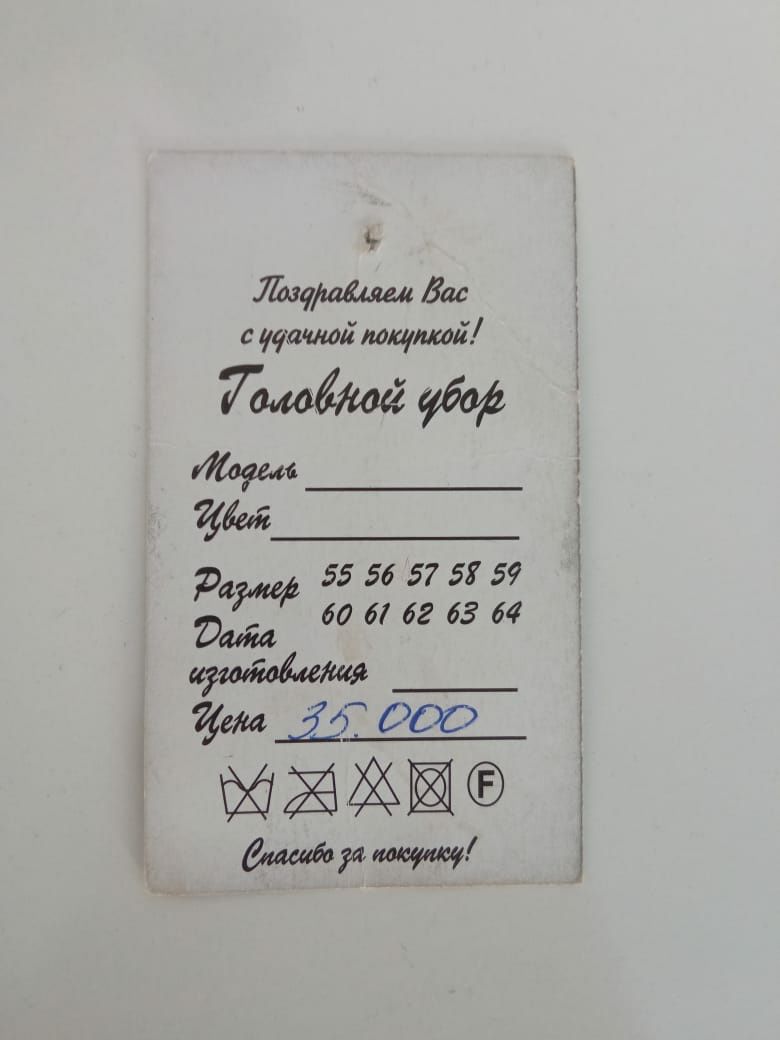 Поздравляем Вас
с удачной покупкой!
Головной убор
Модель
Цвет
Размер 55 56 57 58 59
60 61 62 63 64
Дата
изготовления
Цена 35.000
F
Спасибо за покупку!